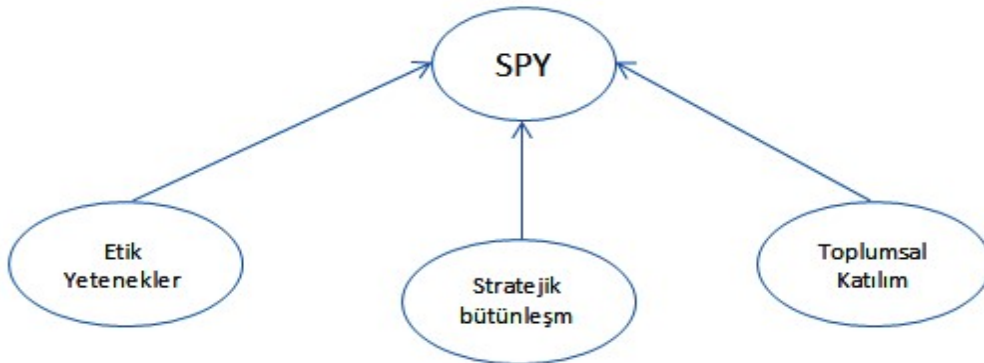 SPY
Etik
Yetenekler
Stratejik
bütünleşm
Toplumsal
Katılım